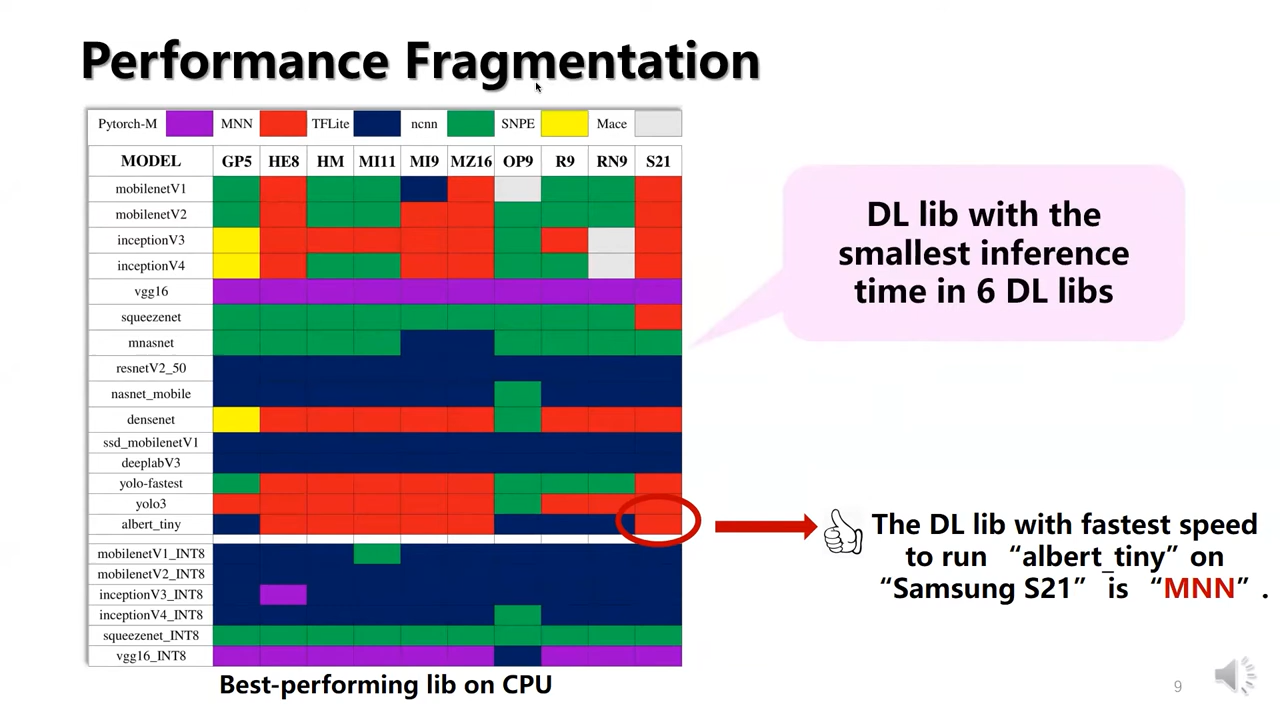 Performance Fragmentation
Pytorch-M MNN TFLite ncnn SNPE Mace
MODEL GP5 HE8 HM MI11 MI9 MZ16 OP9 R9 RN9 S21
mobilenetV1
mobilenetV2
inceptionV3
inceptionV4
vgg16
squeezenet
mnasnet
resnetV2_50
nasnet_mobile
densenet
ssd_mobilenetV1
deeplabV3
yolo-fastest
yolo3
albert_tiny
mobilenetV1_INT8
mobilenetV2_INT8
inceptionV3_INT8
inceptionV4_INT8
squeezenet_INT8
vgg16_INT8
Best-performing lib on CPU
DL lib with the
smallest inference
time in 6 DL libs
The DL lib with fastest speed
to run “albert_tiny” on
“Samsung S21” is “MNN”.
9